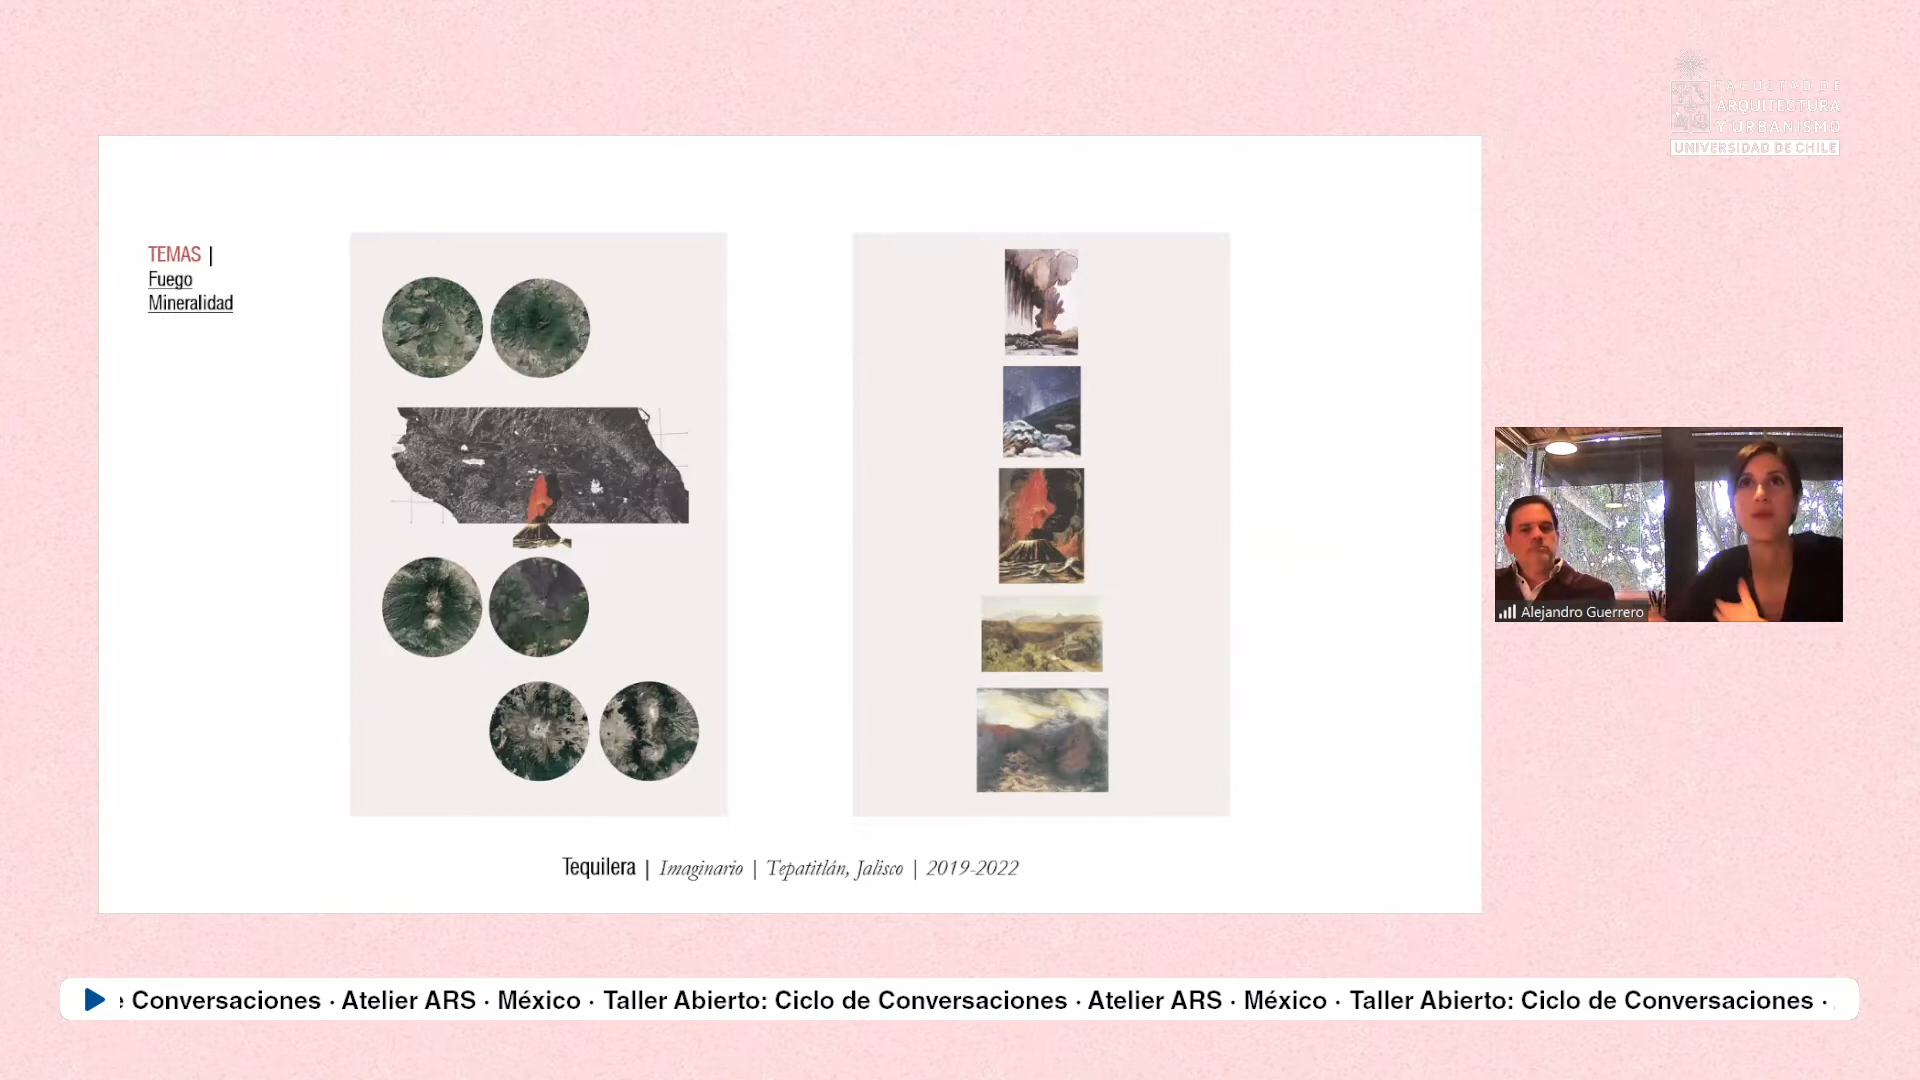 FACULTAD DE
ARQUITECTURA
Y URBANISMO
UNIVERSIDAD DE CHILE
TEMAS |
Fuego
Mineralidad
Alejandro Guerrero
Tequilera | Imaginario | Tepatitlán, Jalisco | 2019-2022
e Conversaciones · Atelier ARS · México · Taller Abierto: Ciclo de Conversaciones · Atelier ARS · México · Taller Abierto: Ciclo de Conversaciones ·